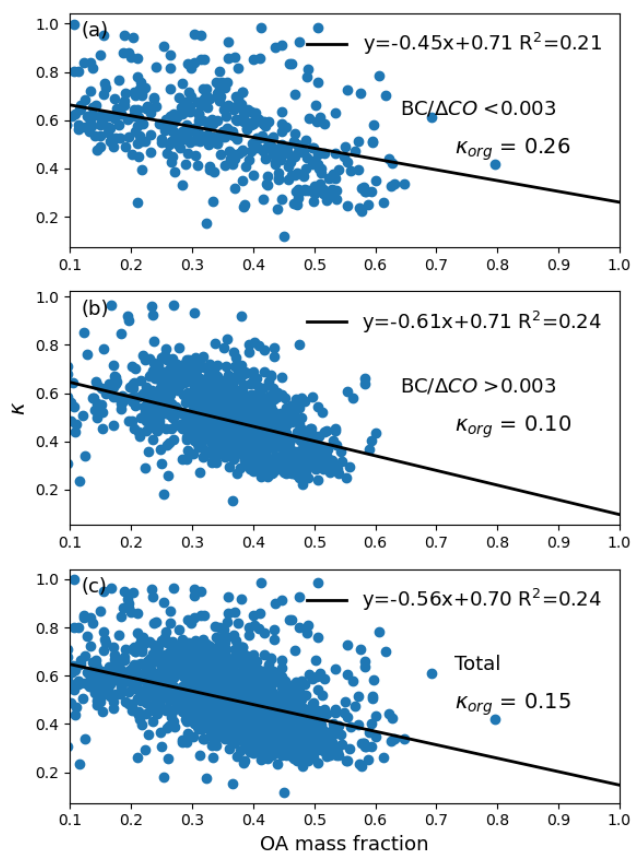 (a)
y=-0.45x+0.71 R²=0.21
BC/ΔCO <0.003
κorg = 0.26
1.0
0.8
0.6
0.4
0.2
0.1 0.2 0.3 0.4 0.5 0.6 0.7 0.8 0.9 1.0
(b)
y=-0.61x+0.71 R²=0.24
BC/ΔCO >0.003
κorg = 0.10
1.0
0.8
0.6
0.4
0.2
κ
0.1 0.2 0.3 0.4 0.5 0.6 0.7 0.8 0.9 1.0
(c)
y=-0.56x+0.70 R²=0.24
Total
κorg = 0.15
1.0
0.8
0.6
0.4
0.2
0.1 0.2 0.3 0.4 0.5 0.6 0.7 0.8 0.9 1.0
OA mass fraction